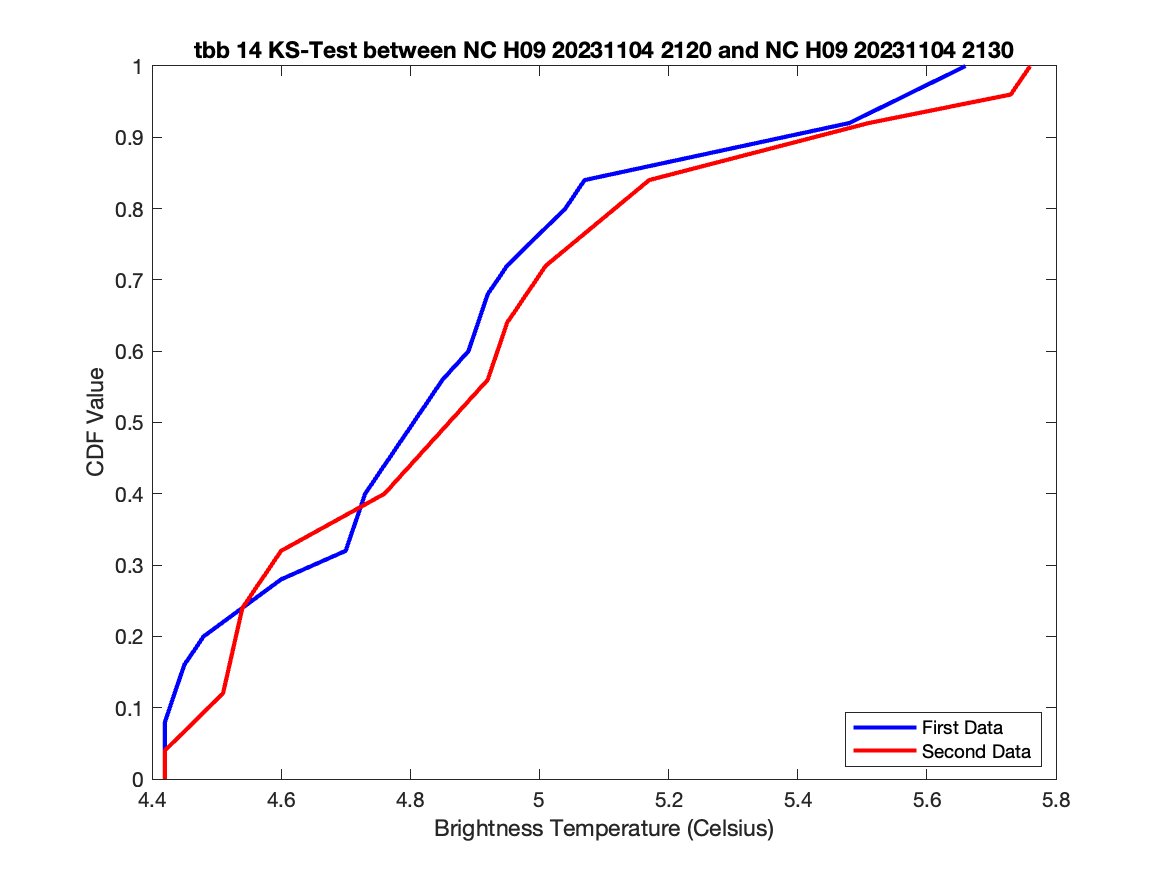 tbb 14 KS-Test between NC H09 20231104 2120 and NC H09 20231104 2130
1
0.9
0.8
0.7
0.6
0.5
0.4
0.3
0.2
0.1
0
CDF Value
First Data
Second Data
4.4 4.6 4.8 5 5.2 5.4 5.6 5.8
Brightness Temperature (Celsius)